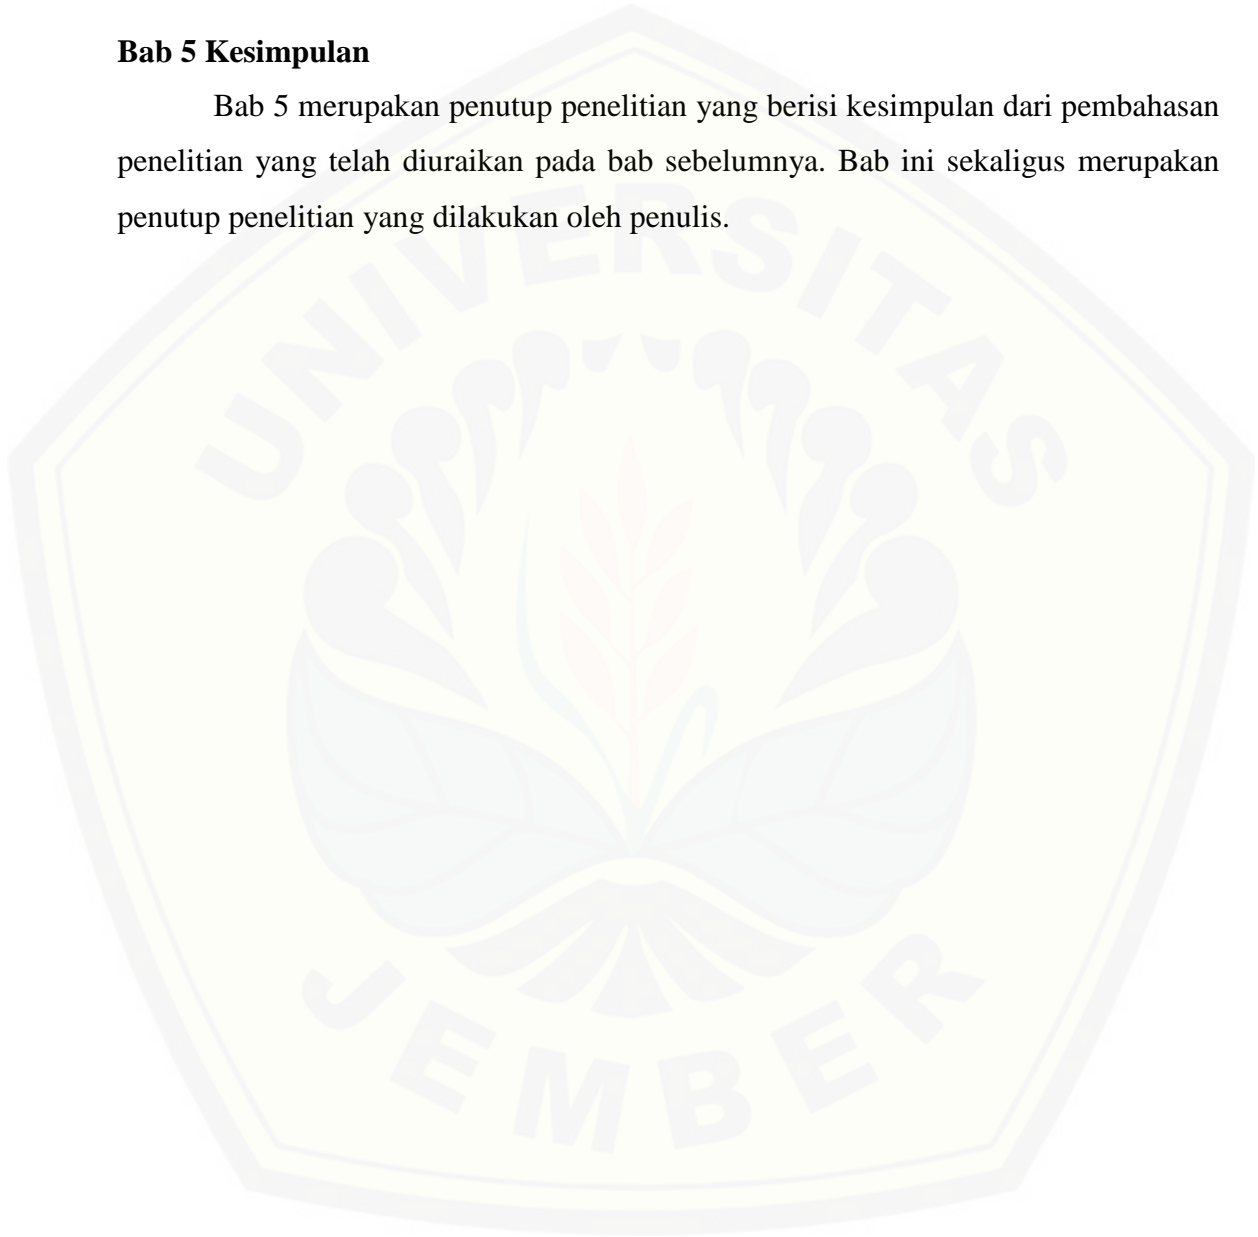 Bab 5 Kesimpulan
Bab 5 merupakan penutup penelitian yang berisi kesimpulan dari pembahasan
penelitian yang telah diuraikan pada bab sebelumnya. Bab ini sekaligus merupakan
penutup penelitian yang dilakukan oleh penulis.
UNIVERSITAS
JEMBER